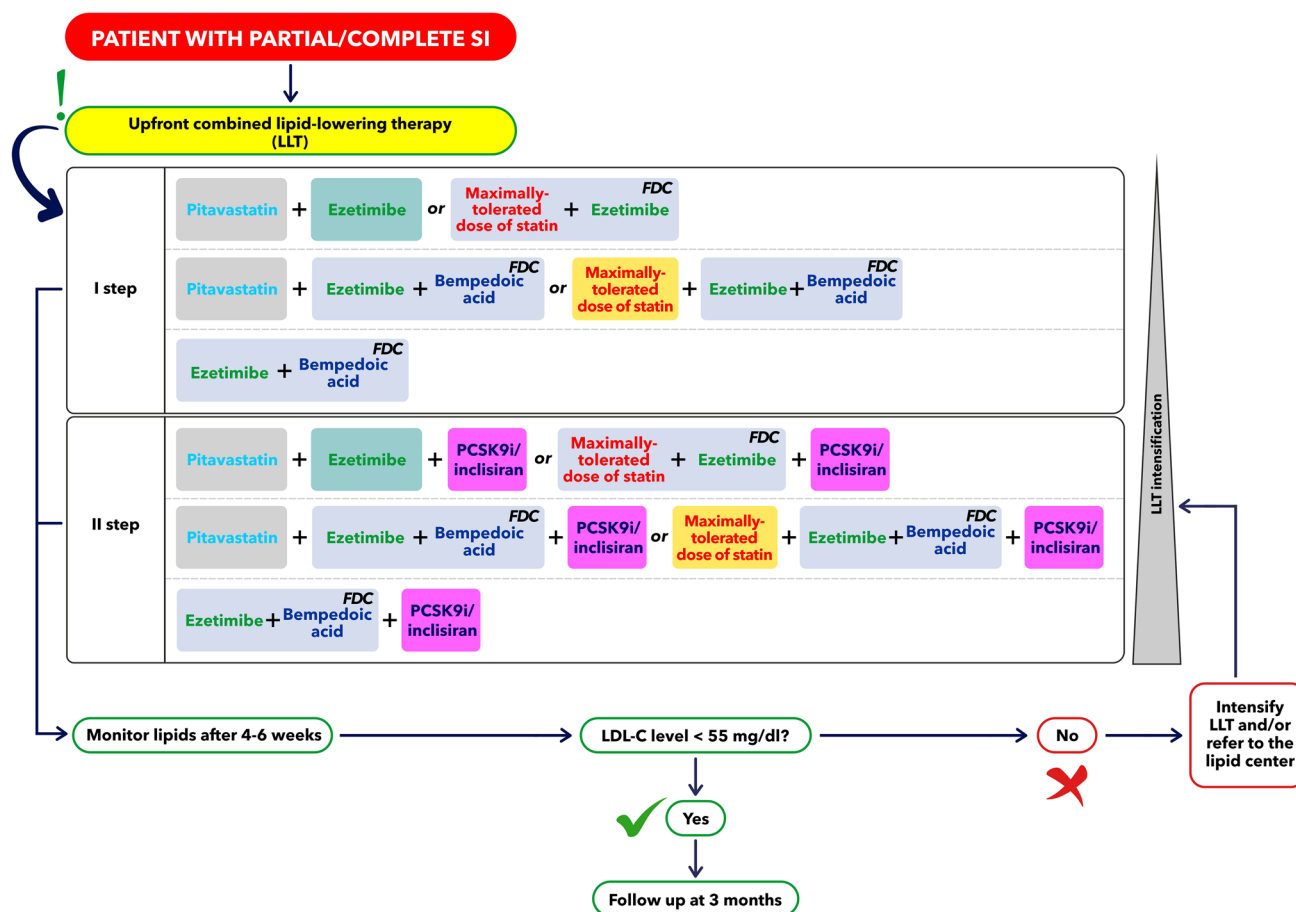 PATIENT WITH PARTIAL/COMPLETE SI
!
Upfront combined lipid-lowering therapy
(LLT)
I step
Pitavastatin + Ezetimibe or Maximally-
tolerated
dose of statin + Ezetimibe
FDC
Pitavastatin + Ezetimibe + Bempedoic
acid
FDC
or Maximally-
tolerated
dose of statin + Ezetimibe + Bempedoic
acid
FDC
Ezetimibe + Bempedoic
acid
FDC
II step
Pitavastatin + Ezetimibe + PCSK9i/
inclisiran
or Maximally-
tolerated
dose of statin + Ezetimibe
FDC
+ PCSK9i/
inclisiran
Pitavastatin + Ezetimibe + Bempedoic
acid
FDC
+ PCSK9i/
inclisiran
or Maximally-
tolerated
dose of statin + Ezetimibe + Bempedoic
acid
FDC
+ PCSK9i/
inclisiran
Ezetimibe + Bempedoic
acid
FDC
+ PCSK9i/
inclisiran
LLT intensification
Monitor lipids after 4-6 weeks
LDL-C level < 55 mg/dl?
No
Intensify
LLT and/or
refer to the
lipid center
Yes
Follow up at 3 months